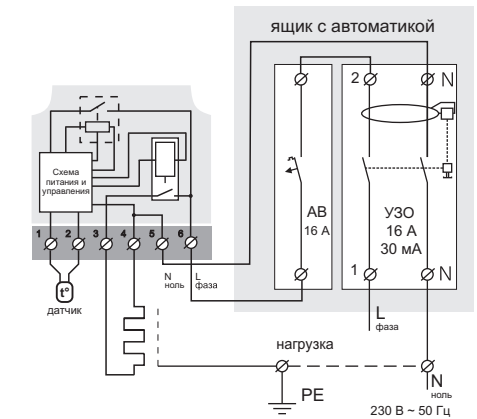 ящик с автоматикой
2
N
Схема
питания и
управления
АВ
16 А
УЗО
16 А
30 мА
1
2
3
4
5
6
1
N
N
ноль
L
фаза
t°
датчик
L
фаза
нагрузка
PE
N
ноль
230 В ~ 50 Гц